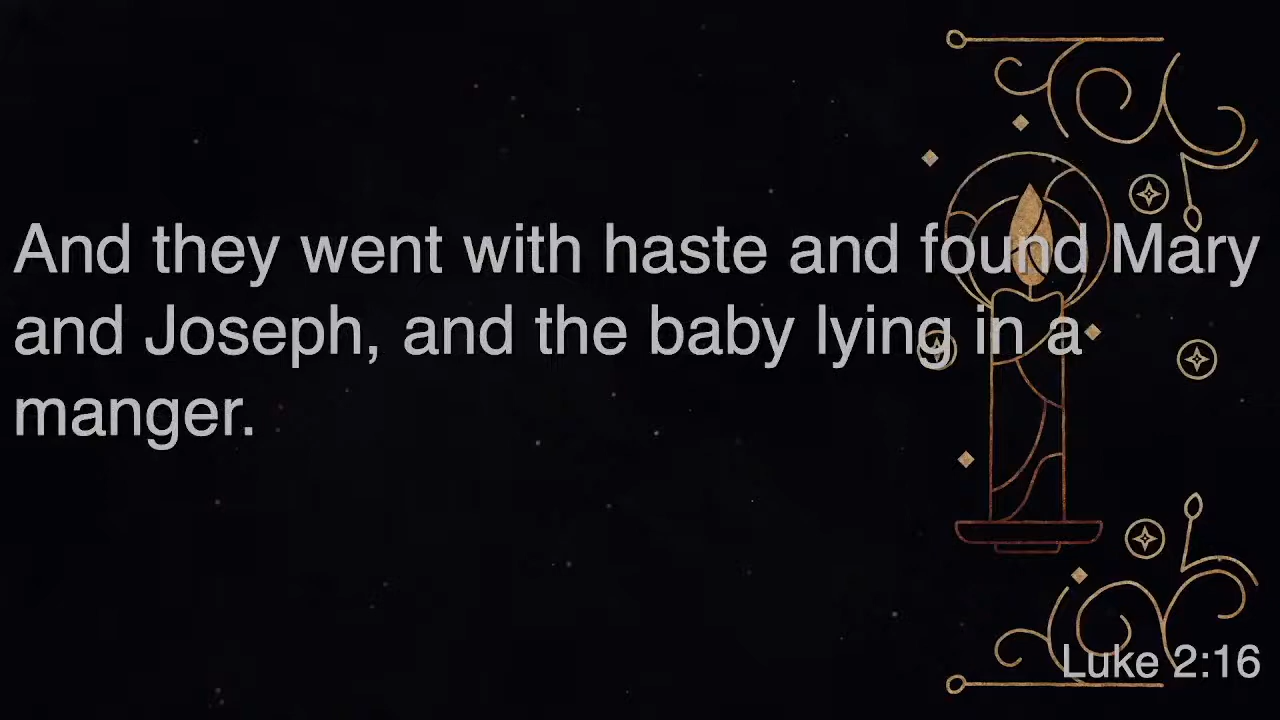 And they went with haste and found Mary
and Joseph, and the baby lying in a
manger.
Luke 2:16